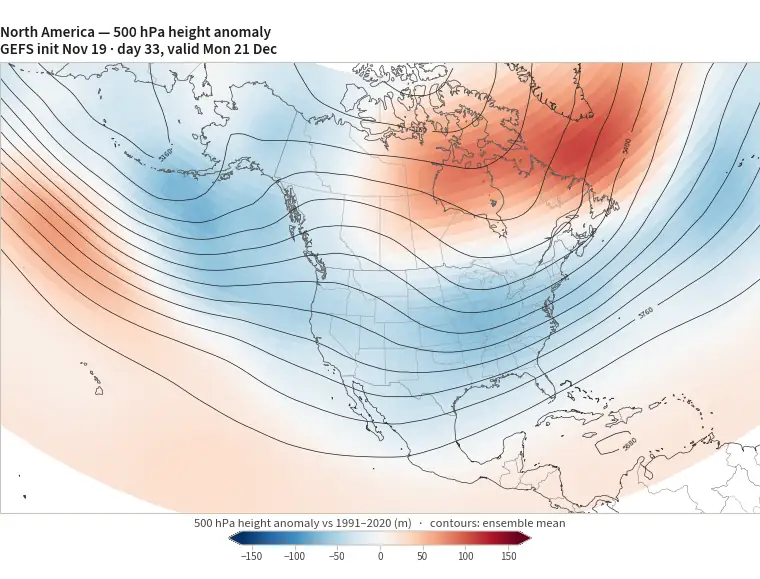 North America — 500 hPa height anomaly
GEFS init Nov 19 · day 33, valid Mon 21 Dec
5760
5880
500 hPa height anomaly vs 1991–2020 (m) · contours: ensemble mean
−150 −100 −50 0 50 100 150